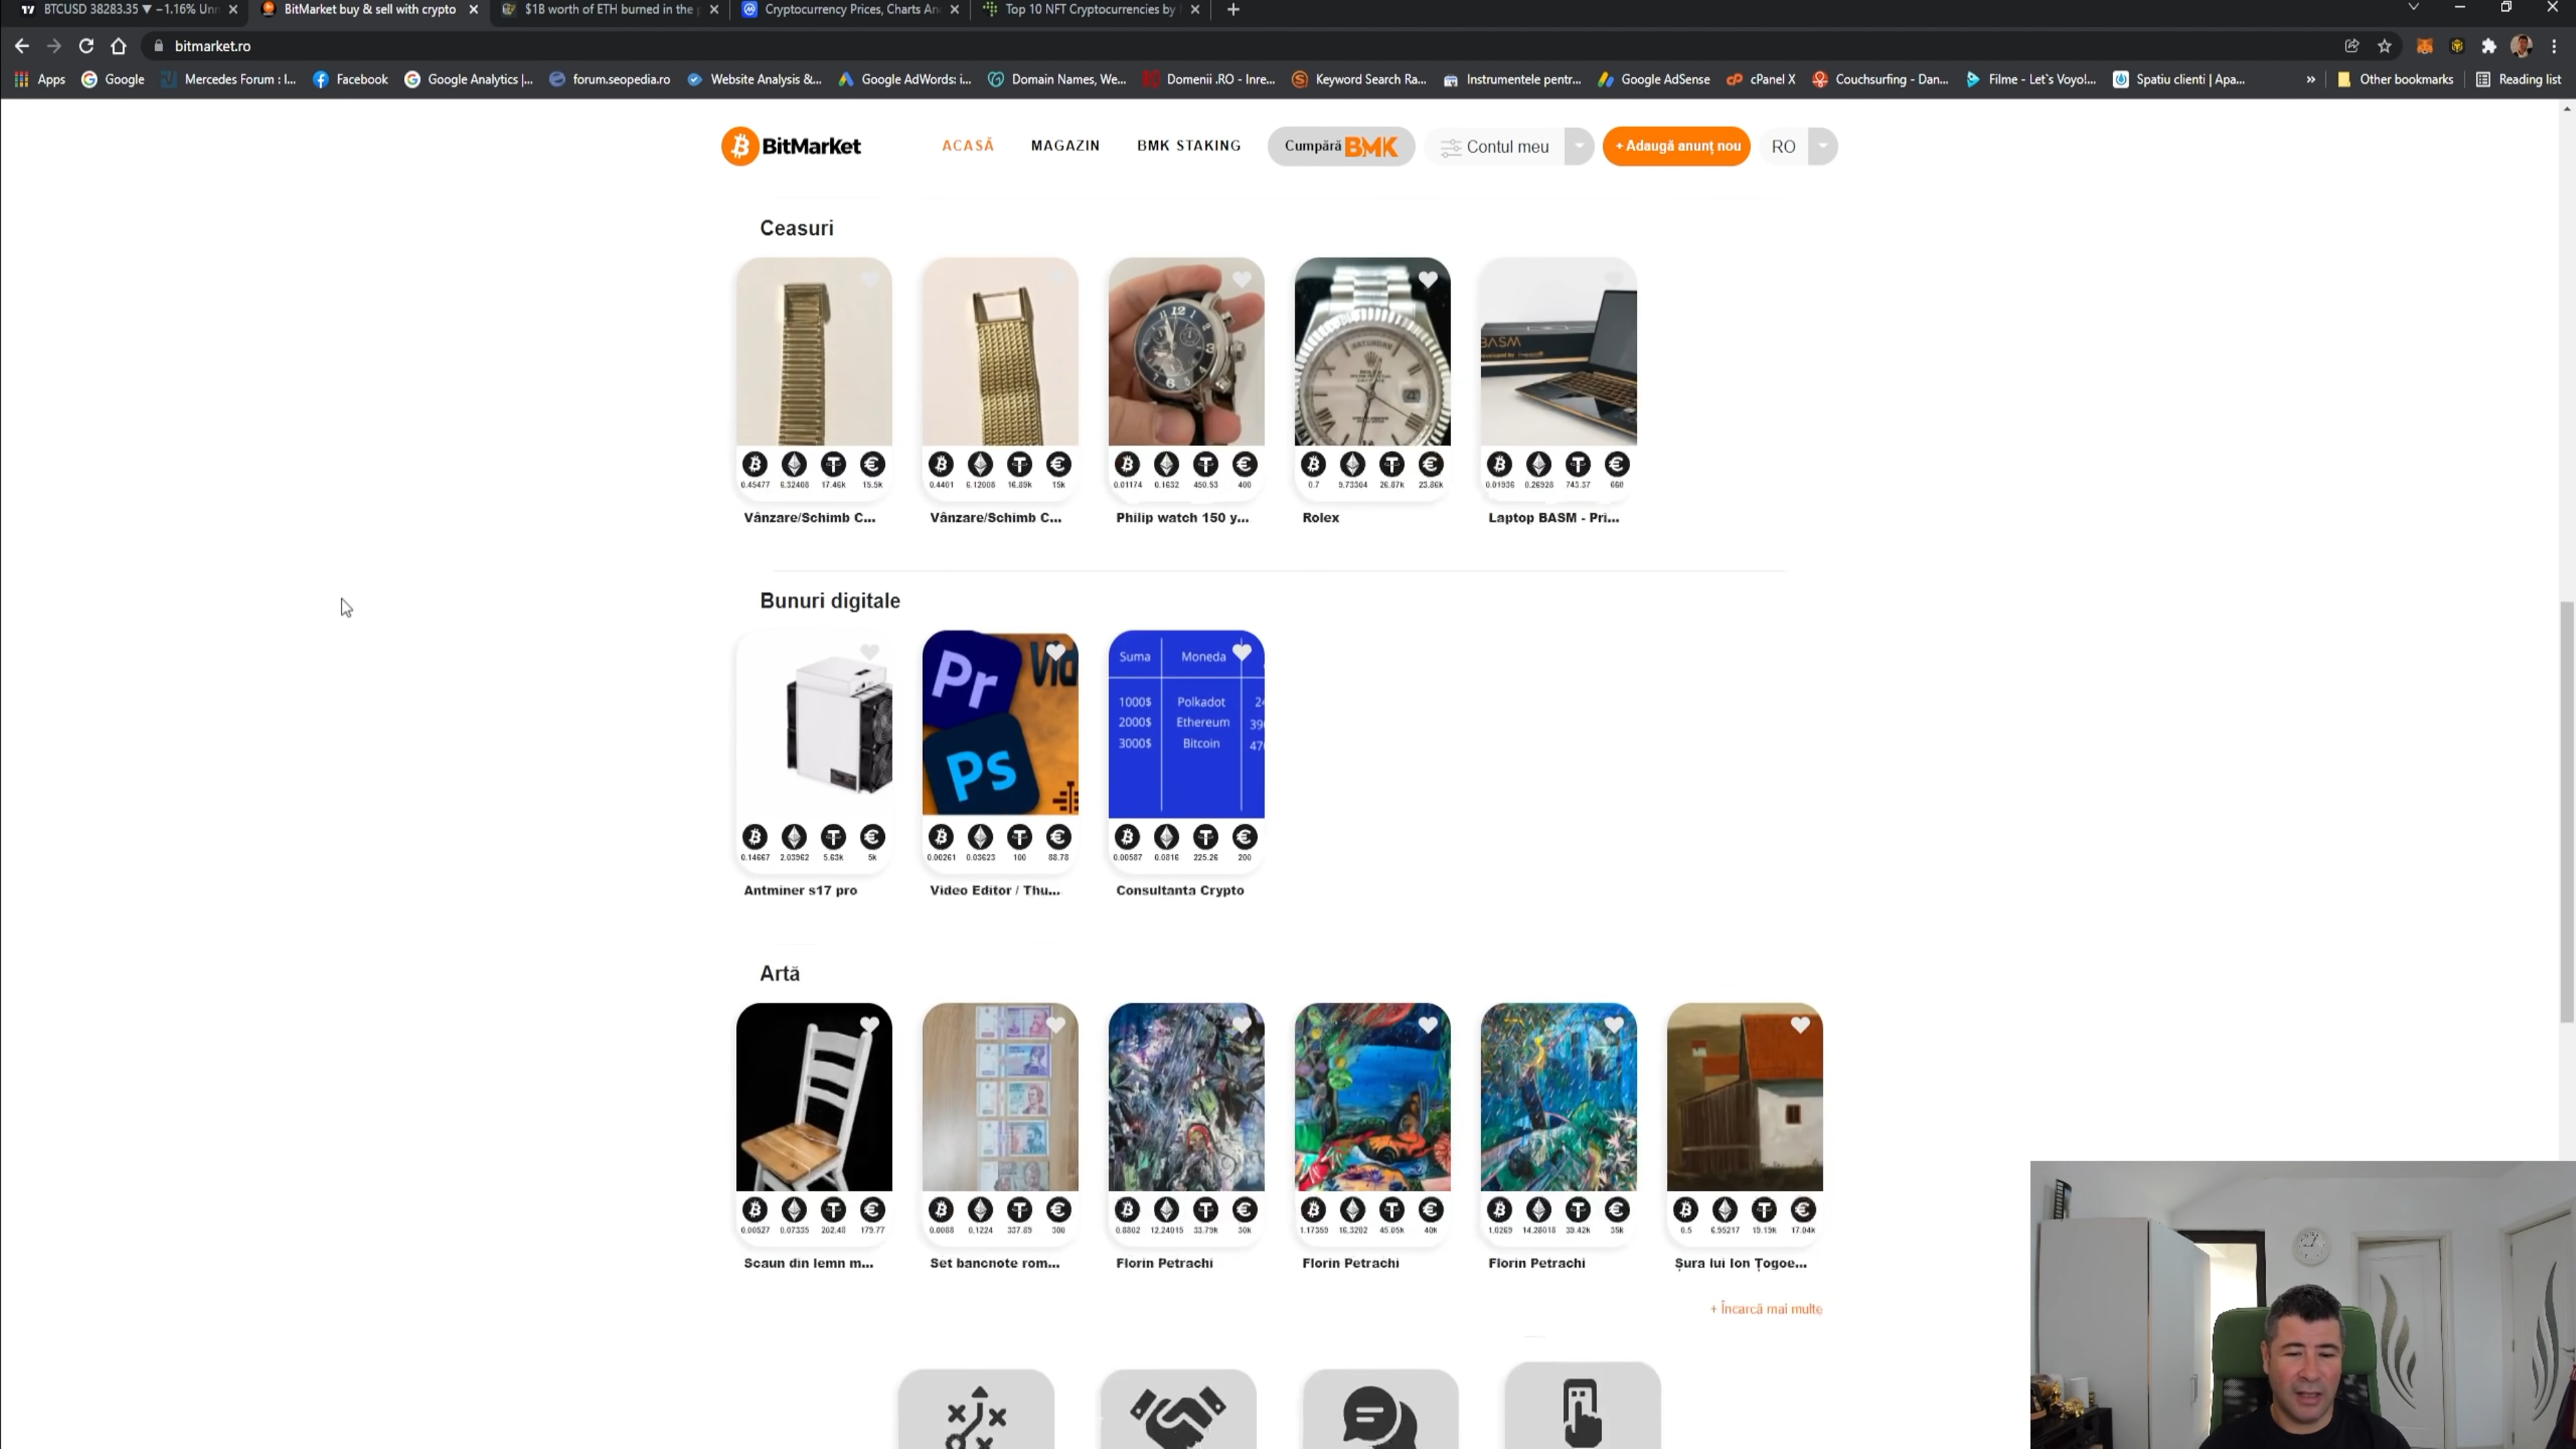 BTCUSD 38283.35 ▼ −1.16% Unn
BitMarket buy & sell with crypto
$1B worth of ETH burned in the p
Cryptocurrency Prices, Charts An
Top 10 NFT Cryptocurrencies by
bitmarket.ro
Apps
Google
Mercedes Forum : I...
Facebook
Google Analytics |...
forum.seopedia.ro
Website Analysis &...
Google AdWords: i...
Domain Names, We...
Domenii .RO - Inre...
Keyword Search Ra...
Instrumentele pentr...
Google AdSense
cPanel X
Couchsurfing - Dan...
Filme - Let`s Voyo!...
Spatiu clienti | Apa...
»
Other bookmarks
Reading list
BitMarket
ACASĂ
MAGAZIN
BMK STAKING
Cumpără BMK
Contul meu
+ Adaugă anunț nou
RO
Ceasuri
SATURDAY
BASM
0.45477 6.32408 17.46k 15.5k
0.4401 6.12008 16.89k 15k
0.01174 0.1632 450.53 400
0.7 9.73304 26.87k 23.86k
0.01936 0.26928 743.37 660
Vânzare/Schimb C...
Vânzare/Schimb C...
Philip watch 150 y...
Rolex
Laptop BASM - Pri...
Bunuri digitale
Pr
Vid
Ps
Suma Moneda
1000$ Polkadot 24
2000$ Ethereum 39
3000$ Bitcoin 47
0.14667 2.03962 5.63k 5k
0.00261 0.03623 100 88.78
0.00587 0.0816 225.26 200
Antminer s17 pro
Video Editor / Thu...
Consultanta Crypto
Artă
0.00527 0.07335 202.48 179.77
0.0088 0.1224 337.89 300
0.8802 12.24015 33.79k 30k
1.17359 16.3202 45.05k 40k
1.0269 14.28018 39.42k 35k
0.5 6.95217 19.19k 17.04k
Scaun din lemn m...
Set bancnote rom...
Florin Petrachi
Florin Petrachi
Florin Petrachi
Șura lui Ion Țogoe...
+ Încarcă mai multe